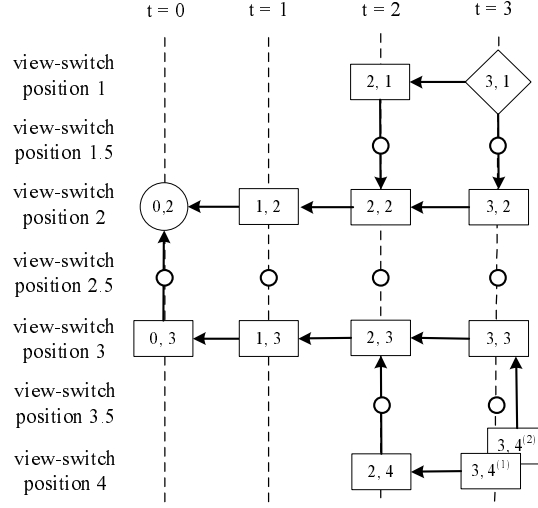 t = 0 t = 1 t = 2 t = 3
view-switch
position 1
2, 1 3, 1
view-switch
position 1.5
view-switch
position 2
0,2 1, 2 2, 2 3, 2
view-switch
position 2.5
view-switch
position 3
0, 3 1, 3 2, 3 3, 3
view-switch
position 3.5
3, 4⁽²⁾
view-switch
position 4
2, 4 3, 4⁽¹⁾